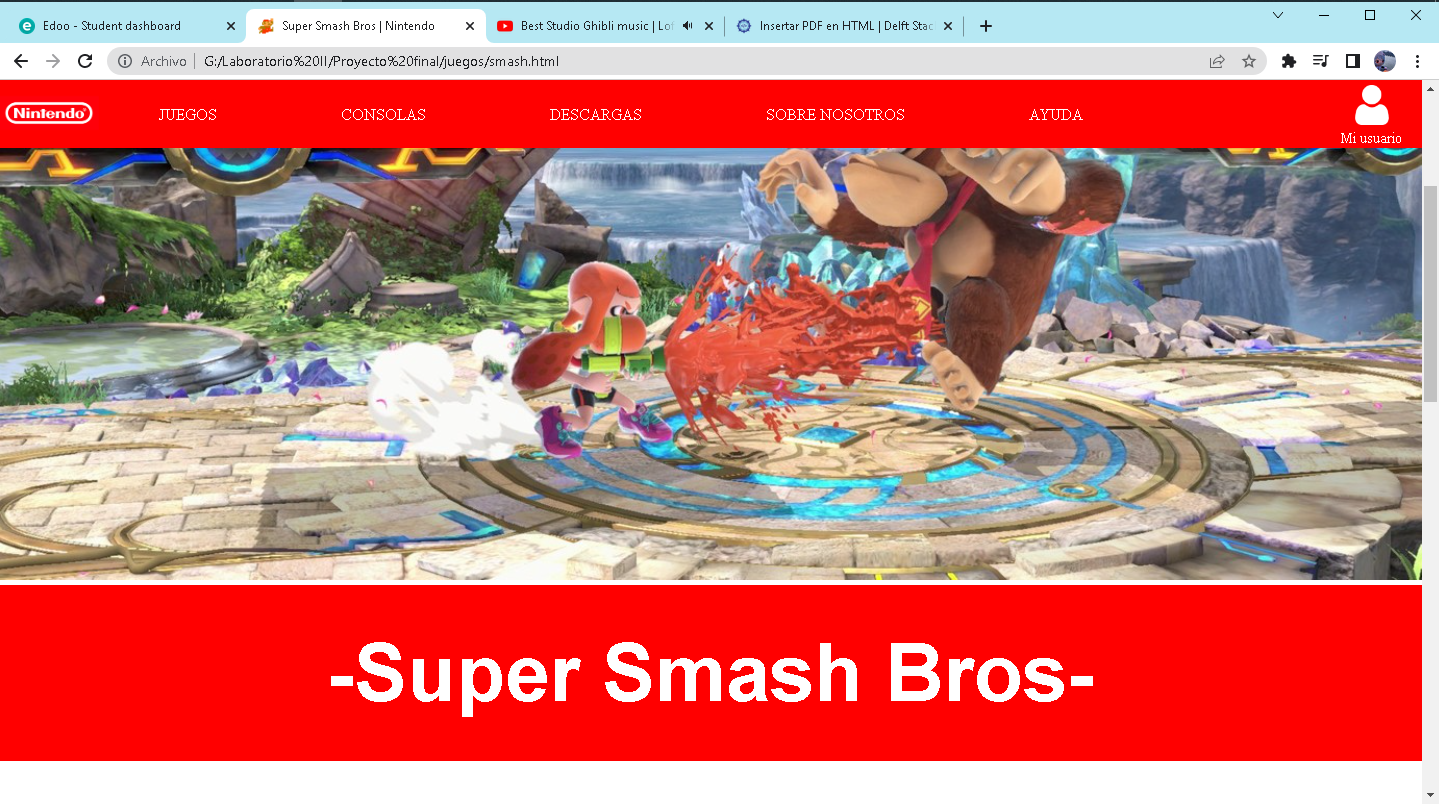 Edoo - Student dashboard
Super Smash Bros | Nintendo
Best Studio Ghibli music | Lof
Insertar PDF en HTML | Delft Stac
Archivo
G:/Laboratorio%20II/Proyecto%20final/juegos/smash.html
Nintendo
JUEGOS
CONSOLAS
DESCARGAS
SOBRE NOSOTROS
AYUDA
Mi usuario
-Super Smash Bros-